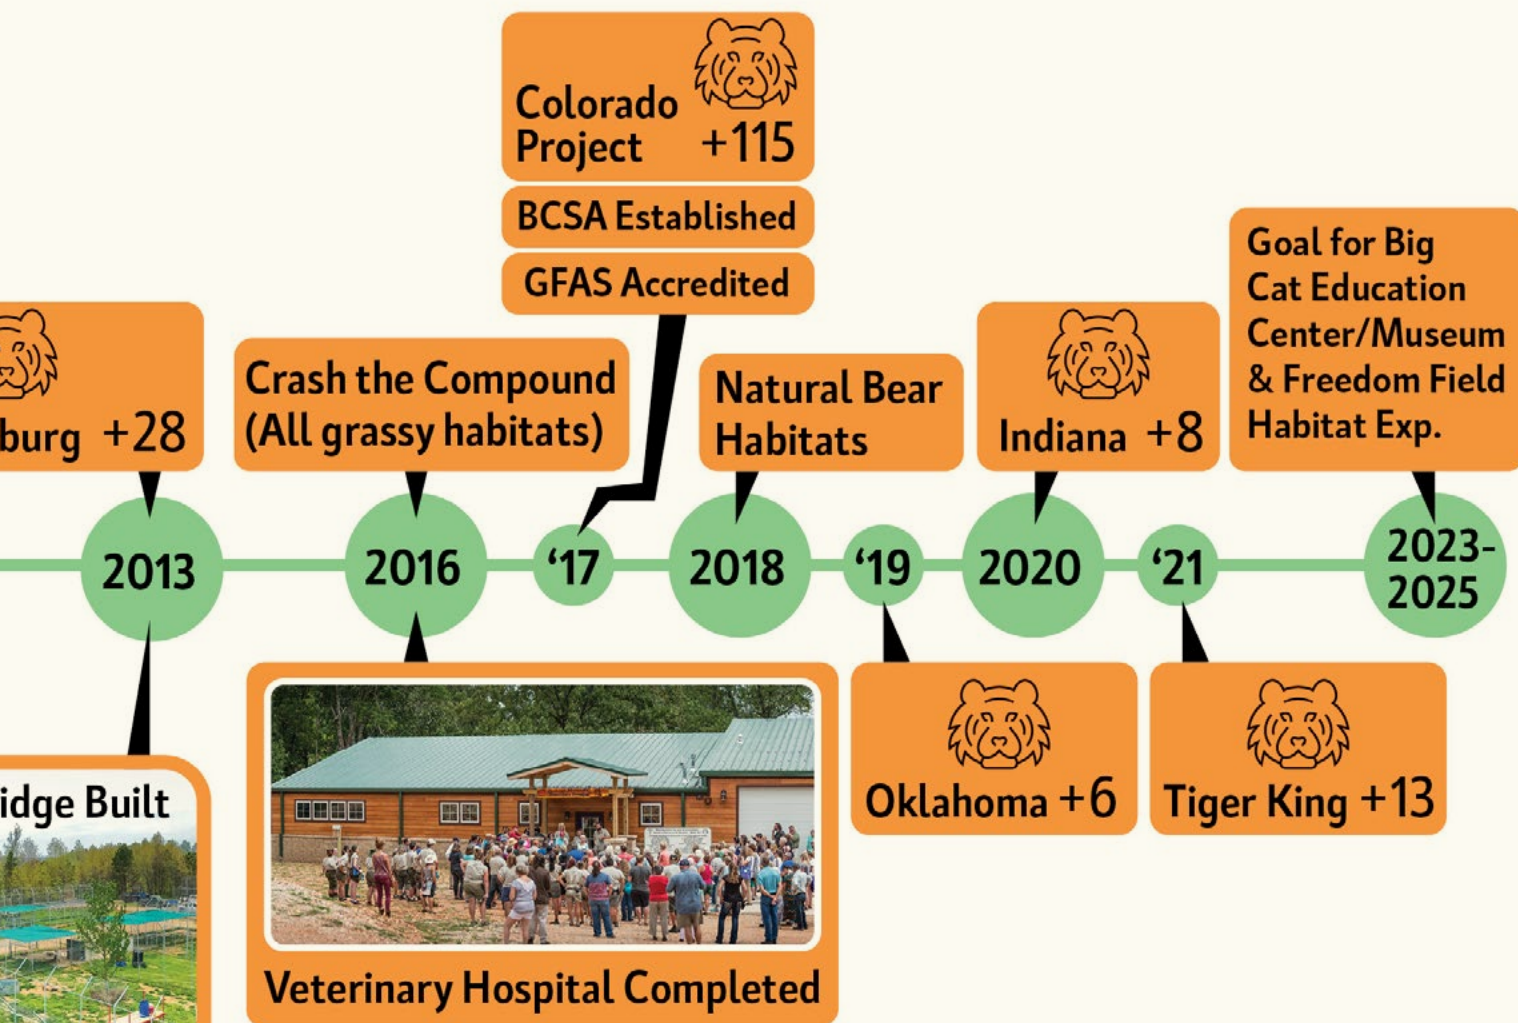 Colorado
Project +115
BCSA Established
GFAS Accredited
burg +28
Crash the Compound
(All grassy habitats)
Natural Bear
Habitats
Indiana +8
Goal for Big
Cat Education
Center/Museum
& Freedom Field
Habitat Exp.
2013
2016
‘17
2018
‘19
2020
‘21
2023-
2025
idge Built
Veterinary Hospital Completed
Oklahoma +6
Tiger King +13